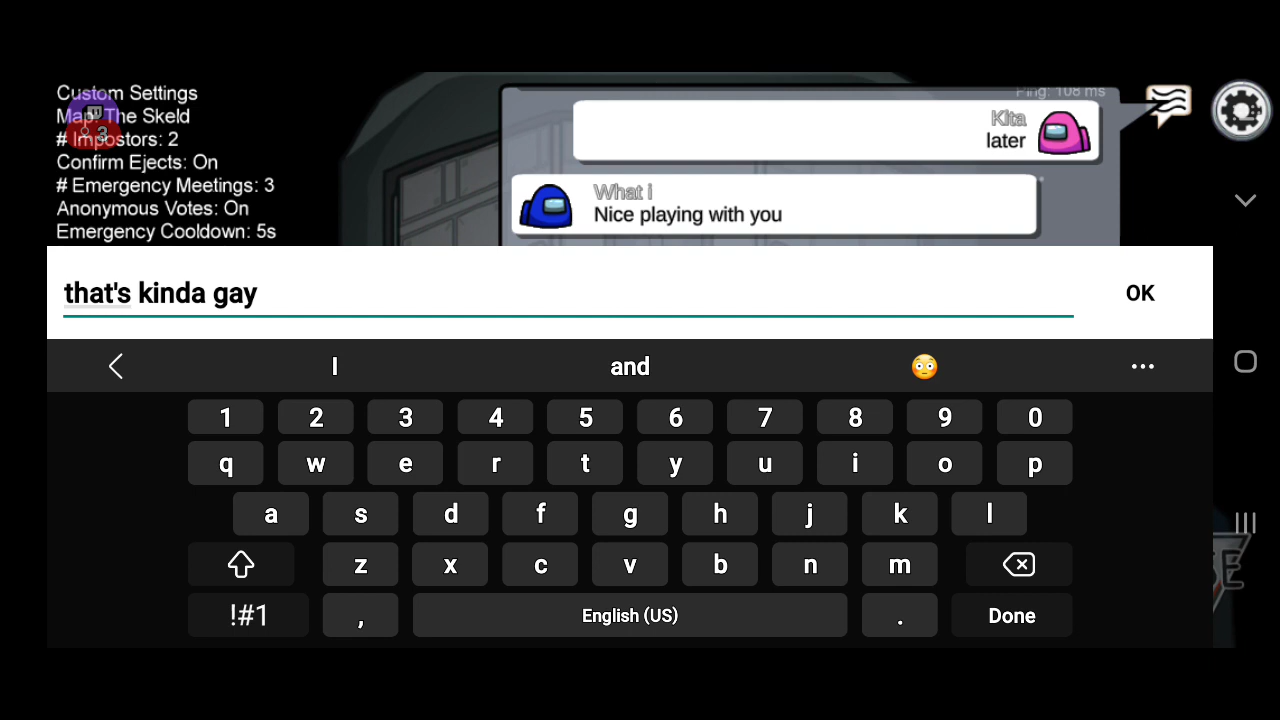 Custom Settings
Map: The Skeld
# Impostors: 2
Confirm Ejects: On
# Emergency Meetings: 3
Anonymous Votes: On
Emergency Cooldown: 5s
3
Ping: 108 ms
Kita
later
What i
Nice playing with you
that's kinda gay
OK
I and 😳 ...
1 2 3 4 5 6 7 8 9 0
q w e r t y u i o p
a s d f g h j k l
z x c v b n m
!#1 , English (US) . Done